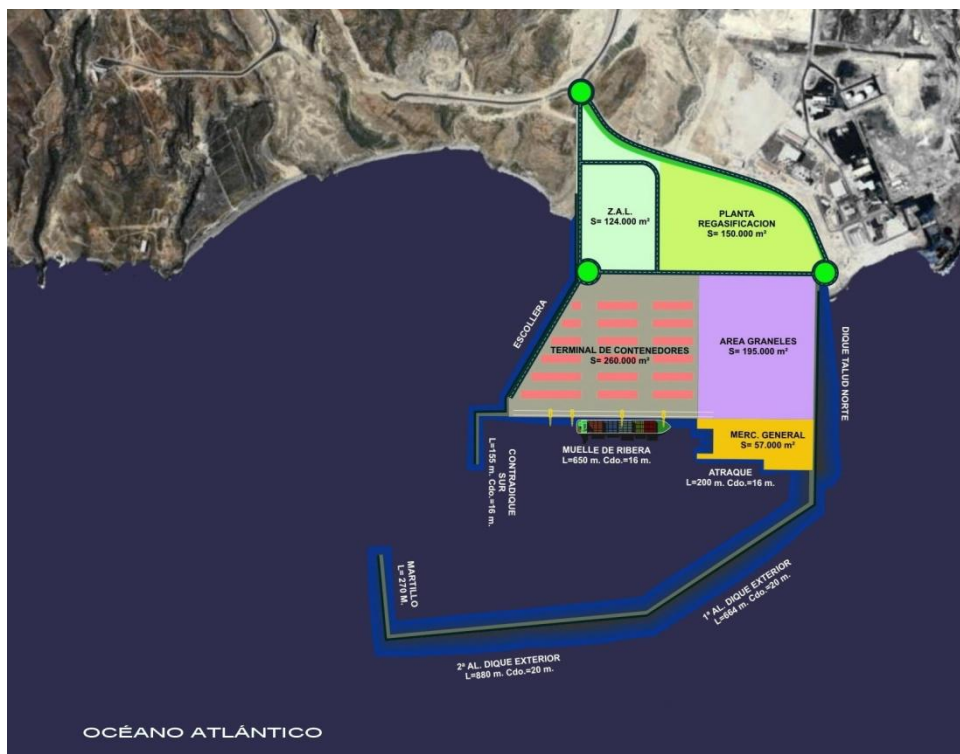 Z.A.L.
S= 124.000 m²
PLANTA
REGASIFICACION
S= 150.000 m²
ESCOLLERA
TERMINAL DE CONTENEDORES
S= 260.000 m²
AREA GRANELES
S= 195.000 m²
DIQUE TALUD NORTE
MERC. GENERAL
S= 57.000 m²
MUELLE DE RIBERA
L=650 m. Cdo.=16 m.
ATRAQUE
L=200 m. Cdo.=16 m.
CONTRADIQUE
SUR
L=155 m. Cdo.=16 m.
MARTILLO
L= 270 M.
1ª AL. DIQUE EXTERIOR
L=664 m. Cdo.=20 m.
2ª AL. DIQUE EXTERIOR
L=880 m. Cdo.=20 m.
OCÉANO ATLÁNTICO